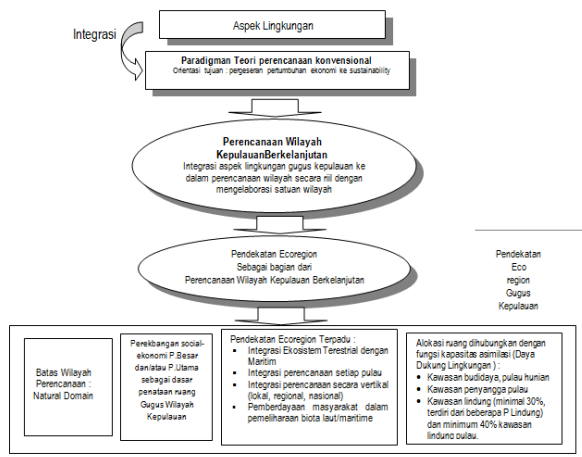 Aspek Lingkungan
Integrasi
Paradigman Teori perencanaan konvensional
Orientasi tujuan : pergeseran pertumbuhan ekonomi ke sustainability
Perencanaan Wilayah
KepulauanBerkelanjutan
Integrasi aspek lingkungan gugus kepulauan ke
dalam perencanaan wilayah secara riil dengan
mengelaborasi satuan wilayah
Pendekatan Ecoregion
Sebagai bagian dari
Perencanaan Wilayah Kepulauan Berkelanjutan
Pendekatan
Eco
region
Gugus
Kepulauan
Batas Wilayah
Perencanaan :
Natural Domain
Perekbangan social-
ekonomi P.Besar
dan/atau P.Utama
sebagai dasar
penataan ruang
Gugus Wilayah
Kepulauan
Pendekatan Ecoregion Terpadu :
▪ Integrasi Ekosistem Terestrial dengan
Maritim
▪ Integrasi perencanaan setiap pulau
▪ Integrasi perencanaan secara vertikal
(lokal, regional, nasional)
▪ Pemberdayaan masyarakat dalam
pemeliharaan biota laut/maritime
Alokasi ruang dihubungkan dengan
fungsi kapasitas asimilasi (Daya
Dukung Lingkungan ) :
• Kawasan budidaya, pulau hunian
• Kawasan penyangga pulau
• Kawasan lindung (minimal 30%,
terdiri dari beberapa P Lindung)
dan minimum 40% kawasan
lindung pulau.